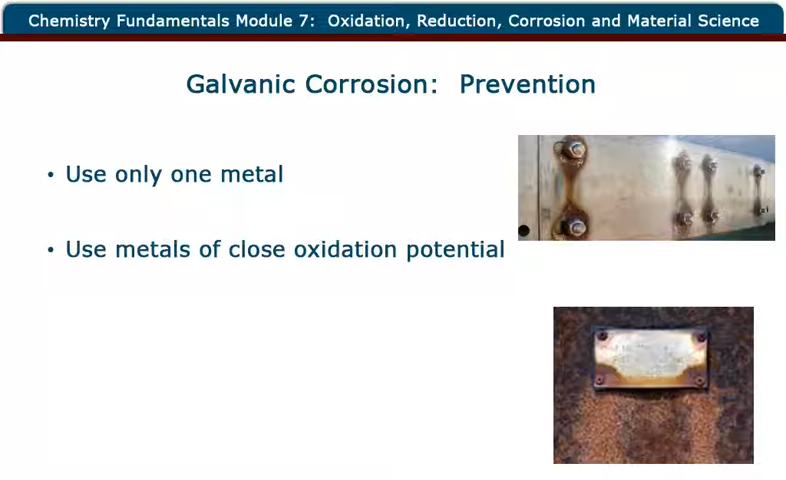 Chemistry Fundamentals Module 7: Oxidation, Reduction, Corrosion and Material Science
Galvanic Corrosion: Prevention
• Use only one metal
• Use metals of close oxidation potential